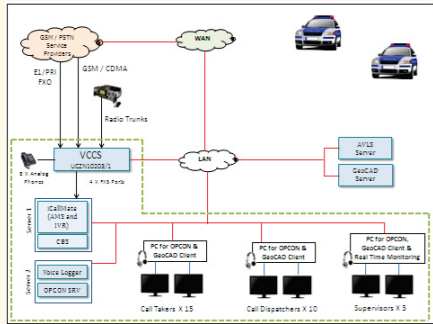 GSM / PSTN
Service
Providers
WAN
E1/PRI
FXO
GSM / CDMA
Radio Trunks
VCCS
UCZN10208/1
8 X Analog
Phones
4 X FXS Ports
LAN
AVLS
Server
GeoCAD
Server
Server 1
iCallMate
(AMS and
IVR)
CBS
Server 2
Voice Logger
OPCON SRV
PC for OPCON &
GeoCAD Client
Call Takers X 15
PC for OPCON &
GeoCAD Client
Call Dispatchers X 10
PC for OPCON,
GeoCAD Client &
Real Time Monitoring
Supervisors X 3